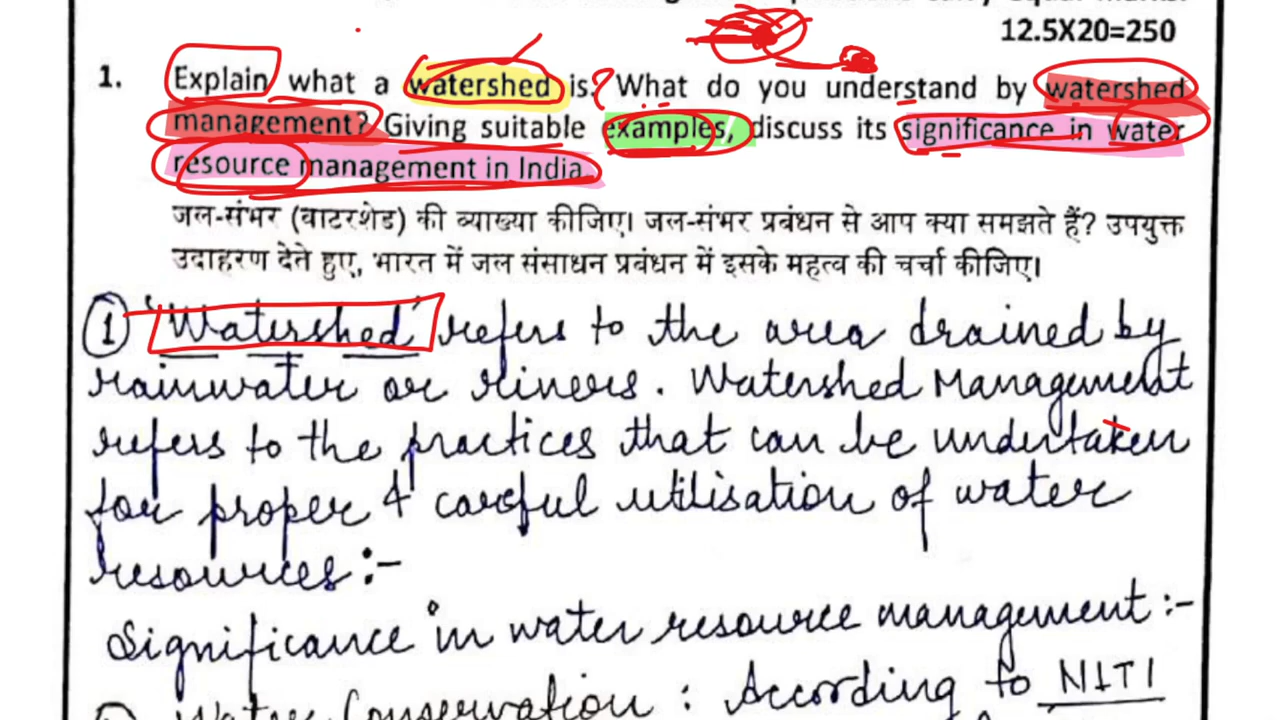 12.5X20=250
1. Explain what a watershed is? What do you understand by watershed
management? Giving suitable examples, discuss its significance in water
resource management in India.
जल-संभर (वाटरशेड) की व्याख्या कीजिए। जल-संभर प्रबंधन से आप क्या समझते हैं? उपयुक्त
उदाहरण देते हुए, भारत में जल संसाधन प्रबंधन में इसके महत्व की चर्चा कीजिए।
① 'Watershed' refers to the area drained by
rainwater or rivers. Watershed Management
refers to the practices that can be undertaken
for proper & careful utilisation of water
resources:-
Significance in water resource management:-
Water Conservation: According to NITI